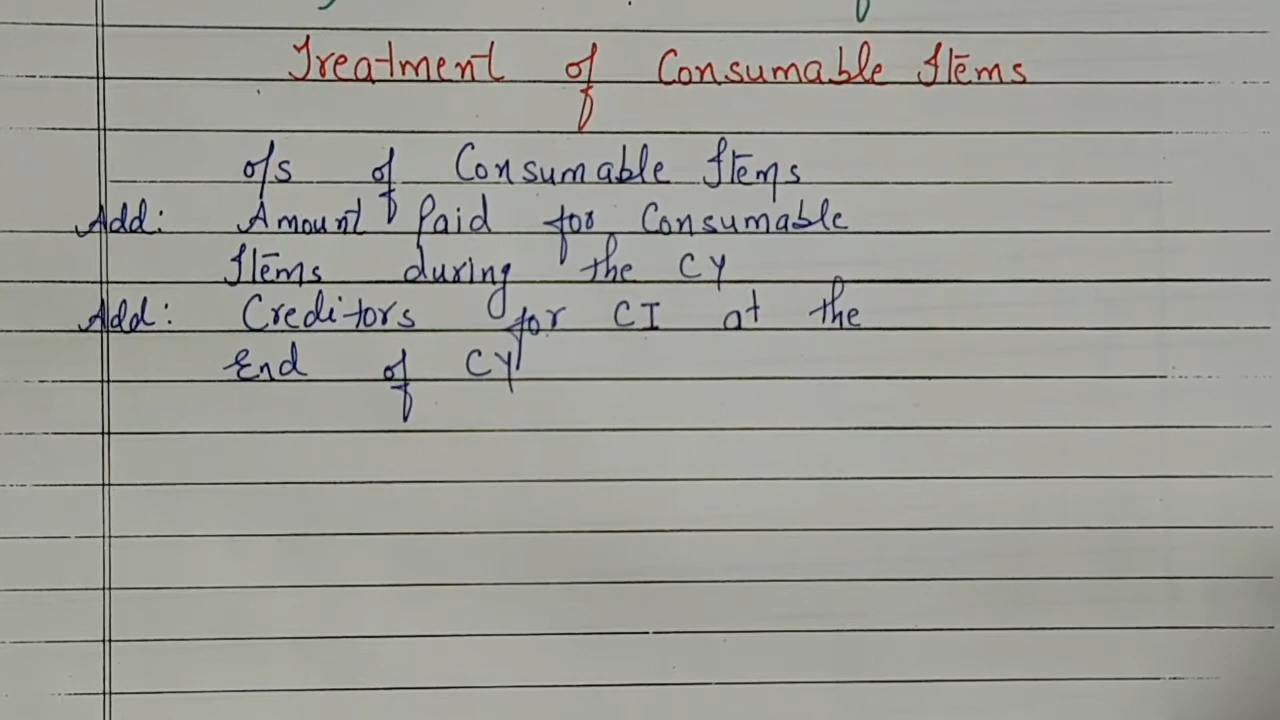 Treatment of Consumable Items
o/s of Consumable Items
Add: Amount Paid for Consumable
Items during the CY
Add: Creditors for CI at the
End of CY